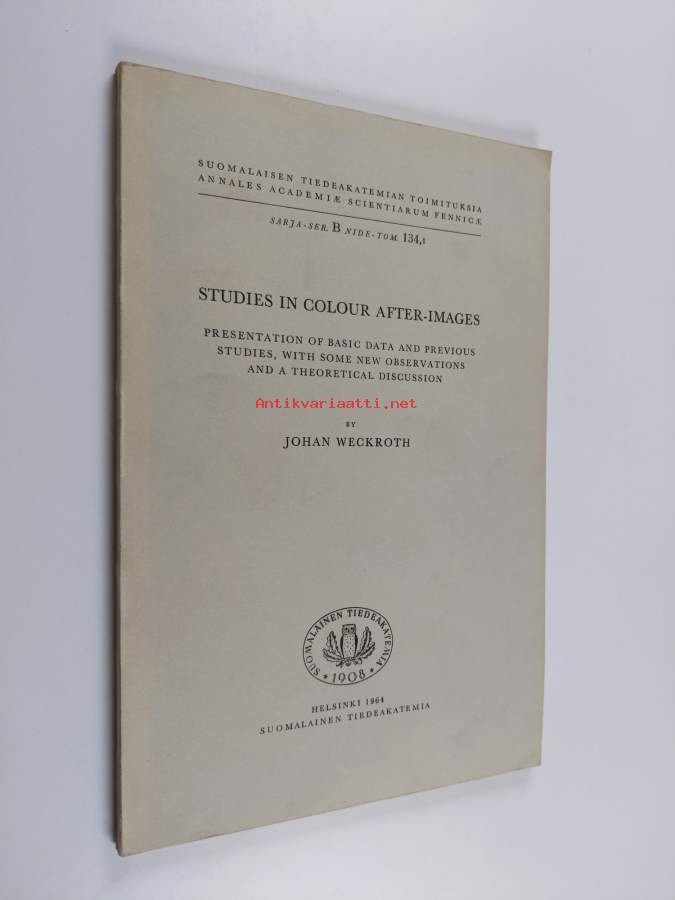 SUOMALAISEN TIEDEAKATEMIAN TOIMITUKSIA
ANNALES ACADEMIÆ SCIENTIARUM FENNICÆ
SARJA-SER. B NIDE-TOM. 134,1
STUDIES IN COLOUR AFTER-IMAGES
PRESENTATION OF BASIC DATA AND PREVIOUS
STUDIES, WITH SOME NEW OBSERVATIONS
AND A THEORETICAL DISCUSSION
Antikvariaatti.net
BY
JOHAN WECKROTH
SUOMALAINEN TIEDEAKATEMIA
1908
HELSINKI 1964
SUOMALAINEN TIEDEAKATEMIA